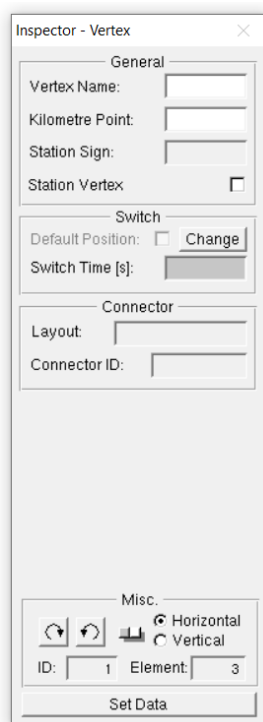 Inspector - Vertex
General
Vertex Name:
Kilometre Point:
Station Sign:
Station Vertex
Switch
Default Position: Change
Switch Time [s]:
Connector
Layout:
Connector ID:
Misc.
Horizontal
Vertical
ID: 1 Element: 3
Set Data